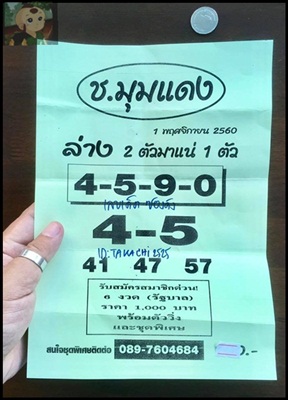 ช.มุมแดง
1 พฤศจิกายน 2560
ล่าง 2 ตัวมาแน่ 1 ตัว
4-5-9-0
4-5
ID:TAKACHI2525
41 47 57
รับสมัครสมาชิกด่วน!
6 งวด (รัฐบาล)
ราคา 1,000 บาท
พร้อมตัววิ่ง
และชุดพิเศษ
สนใจชุดพิเศษติดต่อ 089-7604684